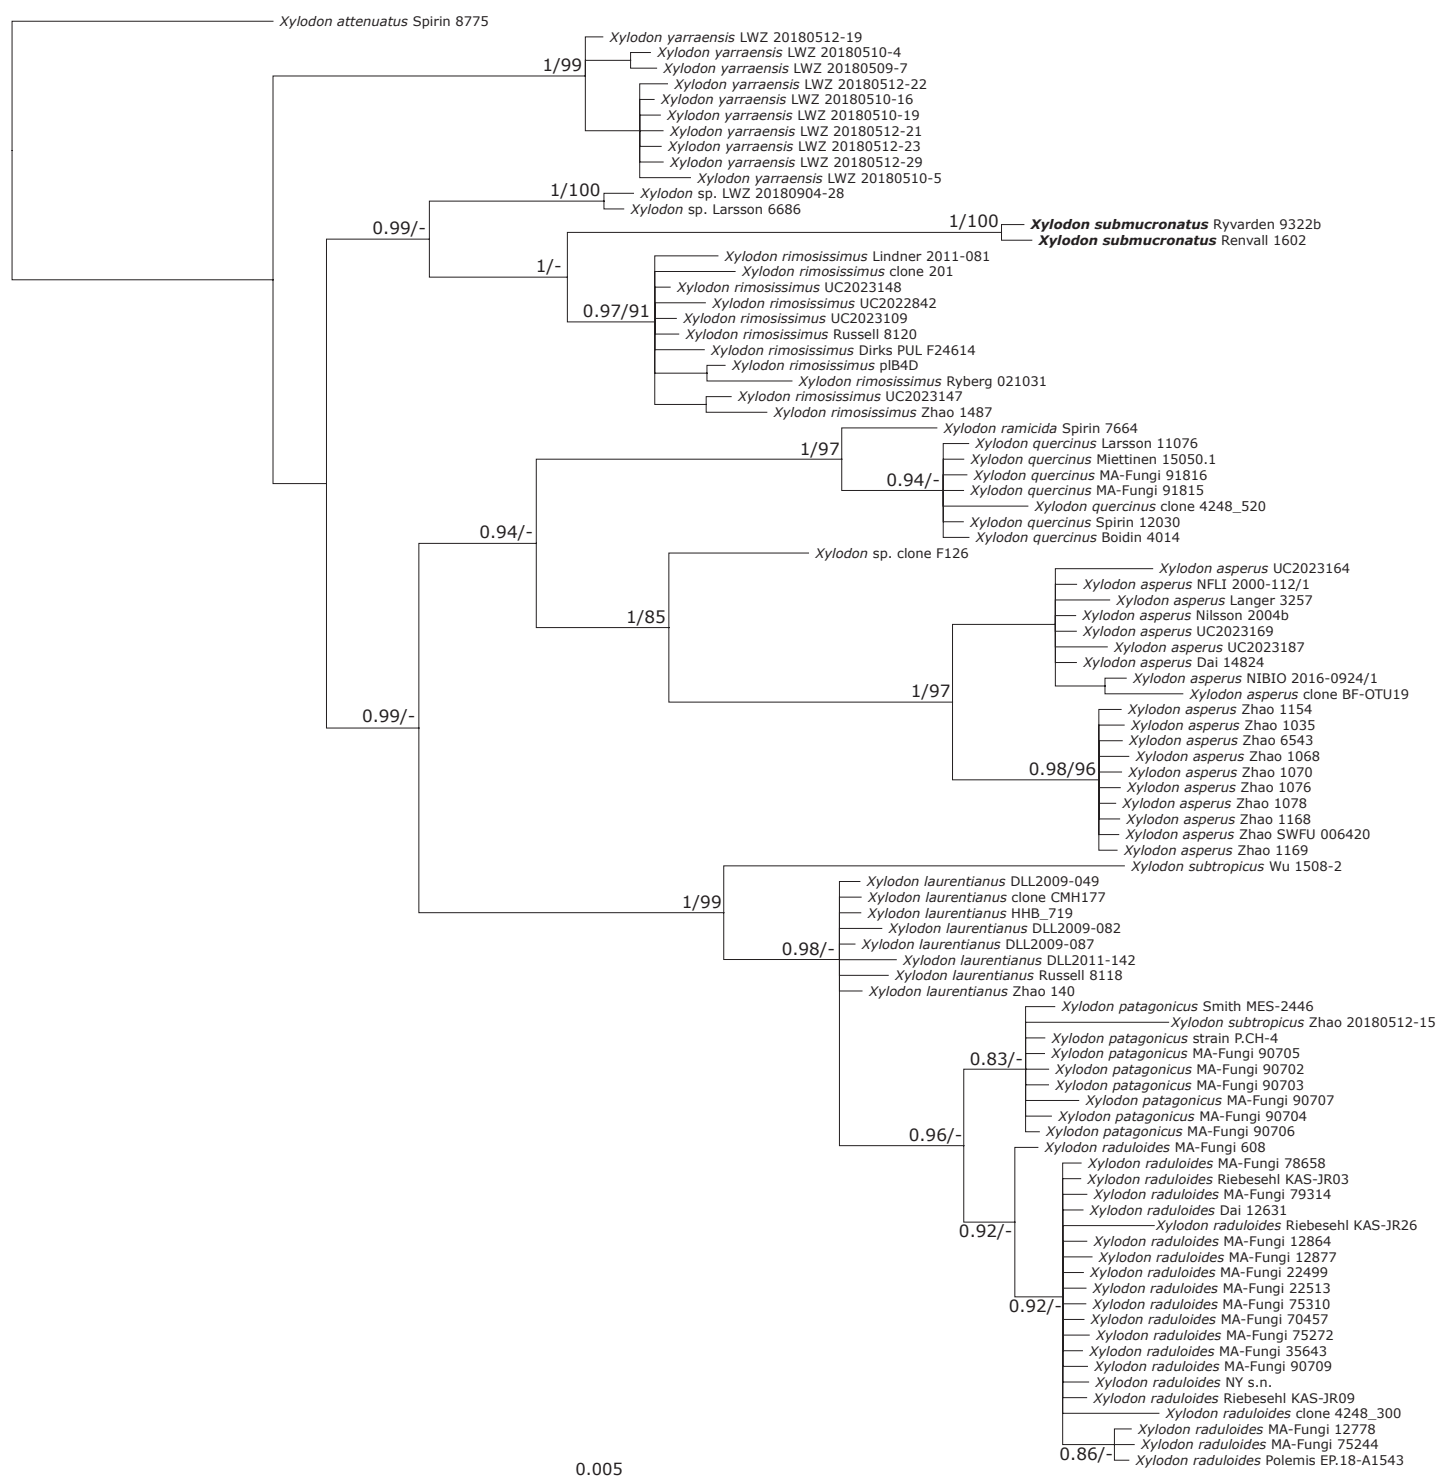 Xylodon attenuatus Spirin 8775
Xylodon yarraensis LWZ 20180512-19
Xylodon yarraensis LWZ 20180510-4
1/99
Xylodon yarraensis LWZ 20180509-7
Xylodon yarraensis LWZ 20180512-22
Xylodon yarraensis LWZ 20180510-16
Xylodon yarraensis LWZ 20180510-19
Xylodon yarraensis LWZ 20180512-21
Xylodon yarraensis LWZ 20180512-23
Xylodon yarraensis LWZ 20180512-29
Xylodon yarraensis LWZ 20180510-5
1/100
Xylodon sp. LWZ 20180904-28
Xylodon sp. Larsson 6686
1/100
Xylodon submucronatus Ryvarden 9322b
0.99/-
Xylodon submucronatus Renvall 1602
Xylodon rimosissimus Lindner 2011-081
1/-
Xylodon rimosissimus clone 201
Xylodon rimosissimus UC2023148
Xylodon rimosissimus UC2022842
0.97/91
Xylodon rimosissimus UC2023109
Xylodon rimosissimus Russell 8120
Xylodon rimosissimus Dirks PUL F24614
Xylodon rimosissimus plB4D
Xylodon rimosissimus Ryberg 021031
Xylodon rimosissimus UC2023147
Xylodon rimosissimus Zhao 1487
Xylodon ramicida Spirin 7664
Xylodon quercinus Larsson 11076
1/97
Xylodon quercinus Miettinen 15050.1
Xylodon quercinus MA-Fungi 91816
0.94/-
Xylodon quercinus MA-Fungi 91815
Xylodon quercinus clone 4248_520
Xylodon quercinus Spirin 12030
0.94/-
Xylodon quercinus Boidin 4014
Xylodon sp. clone F126
Xylodon asperus UC2023164
Xylodon asperus NFLI 2000-112/1
Xylodon asperus Langer 3257
1/85
Xylodon asperus Nilsson 2004b
Xylodon asperus UC2023169
Xylodon asperus UC2023187
Xylodon asperus Dai 14824
Xylodon asperus NIBIO 2016-0924/1
1/97
Xylodon asperus clone BF-OTU19
Xylodon asperus Zhao 1154
0.99/-
Xylodon asperus Zhao 1035
Xylodon asperus Zhao 6543
Xylodon asperus Zhao 1068
0.98/96
Xylodon asperus Zhao 1070
Xylodon asperus Zhao 1076
Xylodon asperus Zhao 1078
Xylodon asperus Zhao 1168
Xylodon asperus Zhao SWFU 006420
Xylodon asperus Zhao 1169
Xylodon subtropicus Wu 1508-2
Xylodon laurentianus DLL2009-049
1/99
Xylodon laurentianus clone CMH177
Xylodon laurentianus HHB_719
Xylodon laurentianus DLL2009-082
0.98/-
Xylodon laurentianus DLL2009-087
Xylodon laurentianus DLL2011-142
Xylodon laurentianus Russell 8118
Xylodon laurentianus Zhao 140
Xylodon patagonicus Smith MES-2446
Xylodon subtropicus Zhao 20180512-15
Xylodon patagonicus strain P.CH-4
0.83/-
Xylodon patagonicus MA-Fungi 90705
Xylodon patagonicus MA-Fungi 90702
Xylodon patagonicus MA-Fungi 90703
Xylodon patagonicus MA-Fungi 90707
Xylodon patagonicus MA-Fungi 90704
0.96/-
Xylodon patagonicus MA-Fungi 90706
Xylodon raduloides MA-Fungi 608
Xylodon raduloides MA-Fungi 78658
Xylodon raduloides Riebesehl KAS-JR03
Xylodon raduloides MA-Fungi 79314
Xylodon raduloides Dai 12631
0.92/-
Xylodon raduloides Riebesehl KAS-JR26
Xylodon raduloides MA-Fungi 12864
Xylodon raduloides MA-Fungi 12877
Xylodon raduloides MA-Fungi 22499
Xylodon raduloides MA-Fungi 22513
0.92/-
Xylodon raduloides MA-Fungi 75310
Xylodon raduloides MA-Fungi 70457
Xylodon raduloides MA-Fungi 75272
Xylodon raduloides MA-Fungi 35643
Xylodon raduloides MA-Fungi 90709
Xylodon raduloides NY s.n.
Xylodon raduloides Riebesehl KAS-JR09
Xylodon raduloides clone 4248_300
Xylodon raduloides MA-Fungi 12778
Xylodon raduloides MA-Fungi 75244
0.86/-
Xylodon raduloides Polemis EP.18-A1543
0.005